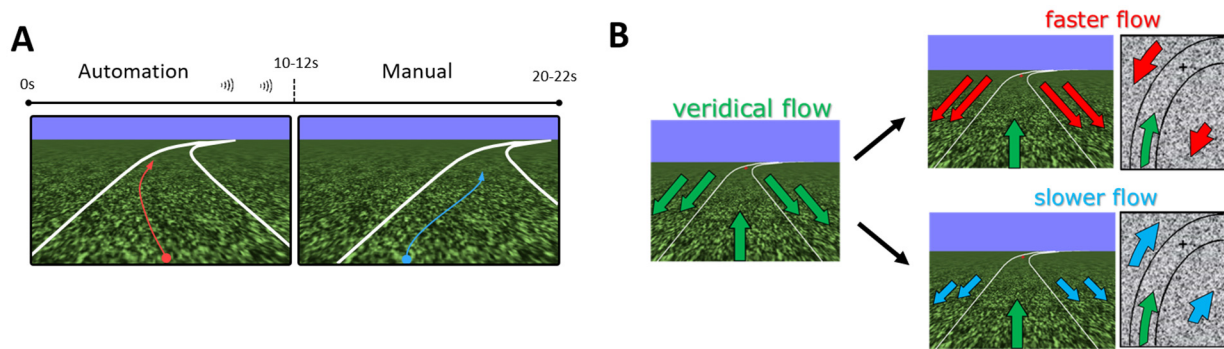 A
Automation
10-12s
Manual
0s
20-22s
B
veridical flow
faster flow
slower flow